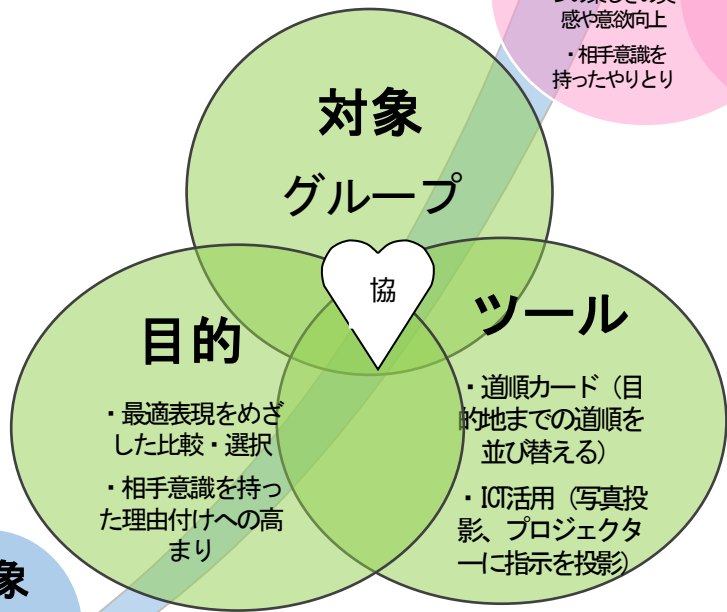 感や意欲向上
・相手意識を
持ったやりとり
対象
グループ
協
目的
・最適表現をめざ
した比較・選択
・相手意識を持っ
た理由付けへの高
まり
ツール
・道順カード（目
的地までの道順を
並び替える）
・ICT活用（写真投
影、プロジェクタ
ーに指示を投影）
象